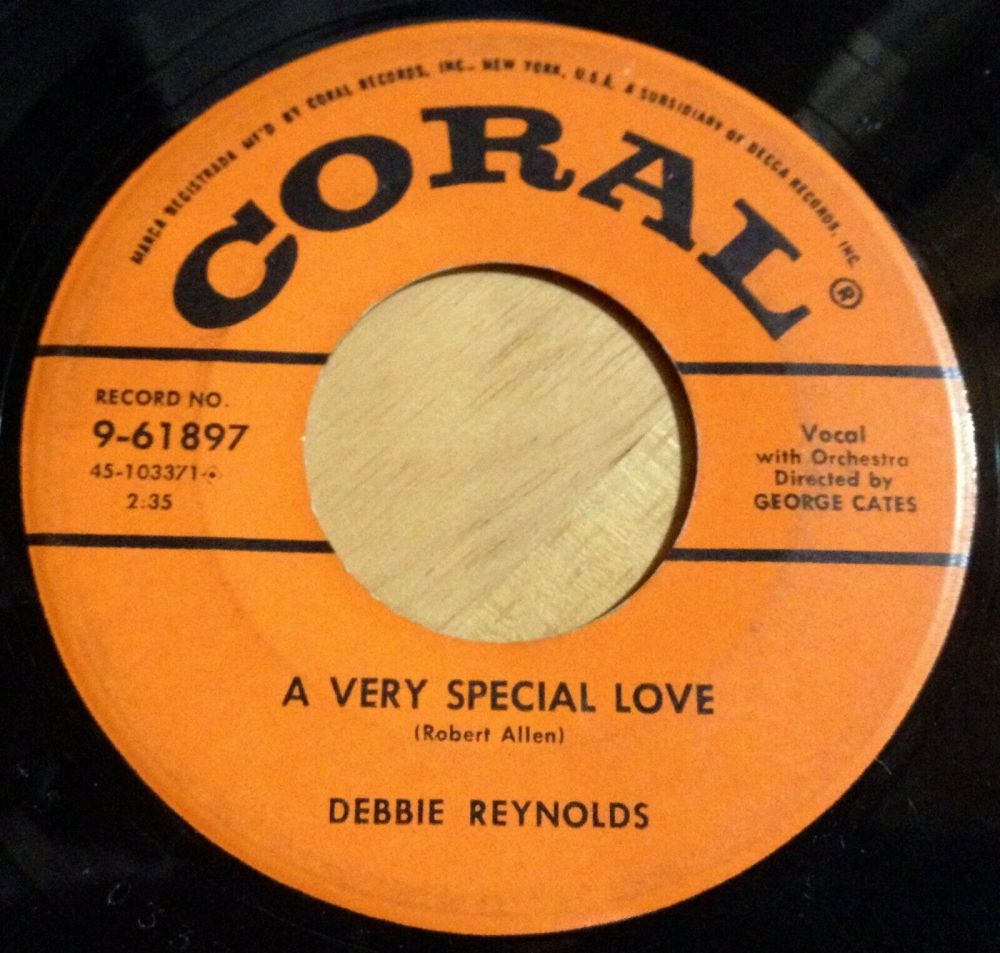 MARCA REGISTRADA MF'D BY CORAL RECORDS, INC., NEW YORK, U.S.A. A SUBSIDIARY OF DECCA RECORDS, INC.
CORAL ®
RECORD NO.
9-61897
45-103371
2:35
Vocal
with Orchestra
Directed by
GEORGE CATES
A VERY SPECIAL LOVE
(Robert Allen)
DEBBIE REYNOLDS